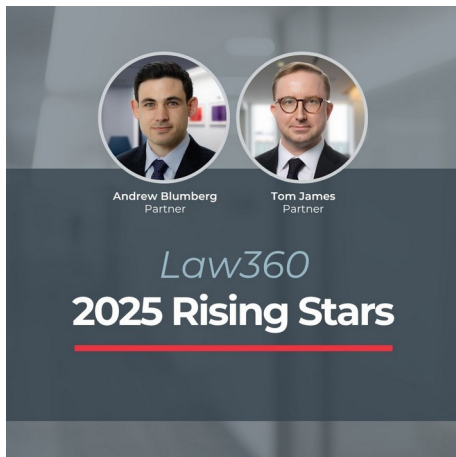 Andrew Blumberg
Partner
Tom James
Partner
Law360
2025 Rising Stars